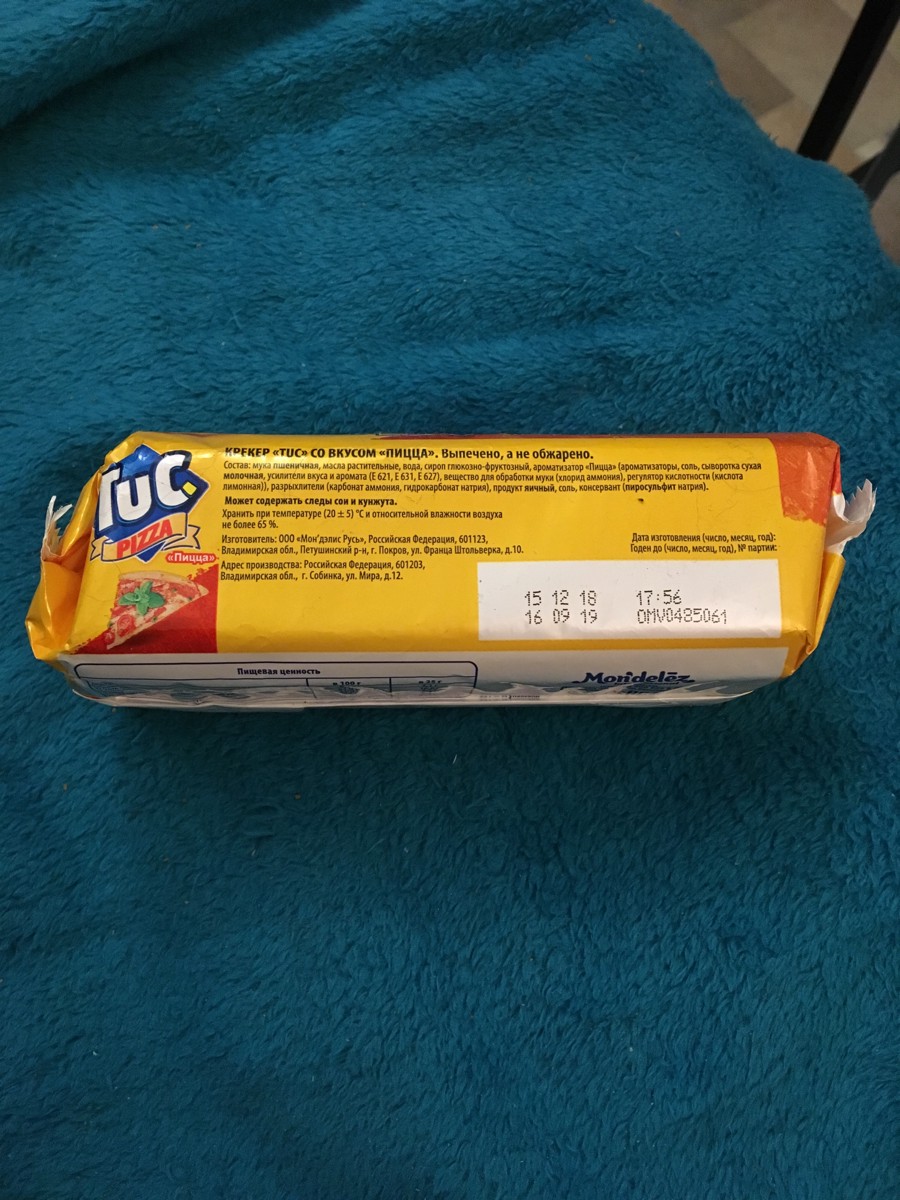 TUC
PIZZA
«Пицца»
КРЕКЕР «TUC» СО ВКУСОМ «ПИЦЦА». Выпечено, а не обжарено.
Состав: мука пшеничная, масла растительные, вода, сироп глюкозно-фруктозный, ароматизатор «Пицца» (ароматизаторы, соль, сыворотка сухая
молочная, усилители вкуса и аромата (Е 621, Е 631, Е 627), вещество для обработки муки (хлорид аммония), регулятор кислотности (кислота
лимонная)), разрыхлители (карбонат аммония, гидрокарбонат натрия), продукт яичный, соль, консервант (пиросульфит натрия).
Может содержать следы сои и кунжута.
Хранить при температуре (20 ± 5) °С и относительной влажности воздуха
не более 65 %.
Изготовитель: ООО «Мон'дэлис Русь», Российская Федерация, 601123,
Владимирская обл., Петушинский р-н, г. Покров, ул. Франца Штольверка, д.10.
Адрес производства: Российская Федерация, 601203,
Владимирская обл., г. Собинка, ул. Мира, д.12.
Дата изготовления (число, месяц, год):
Годен до (число, месяц, год), № партии:
15 12 18 17:56
16 09 19 OMV0485061
Пищевая ценность
Mondelēz